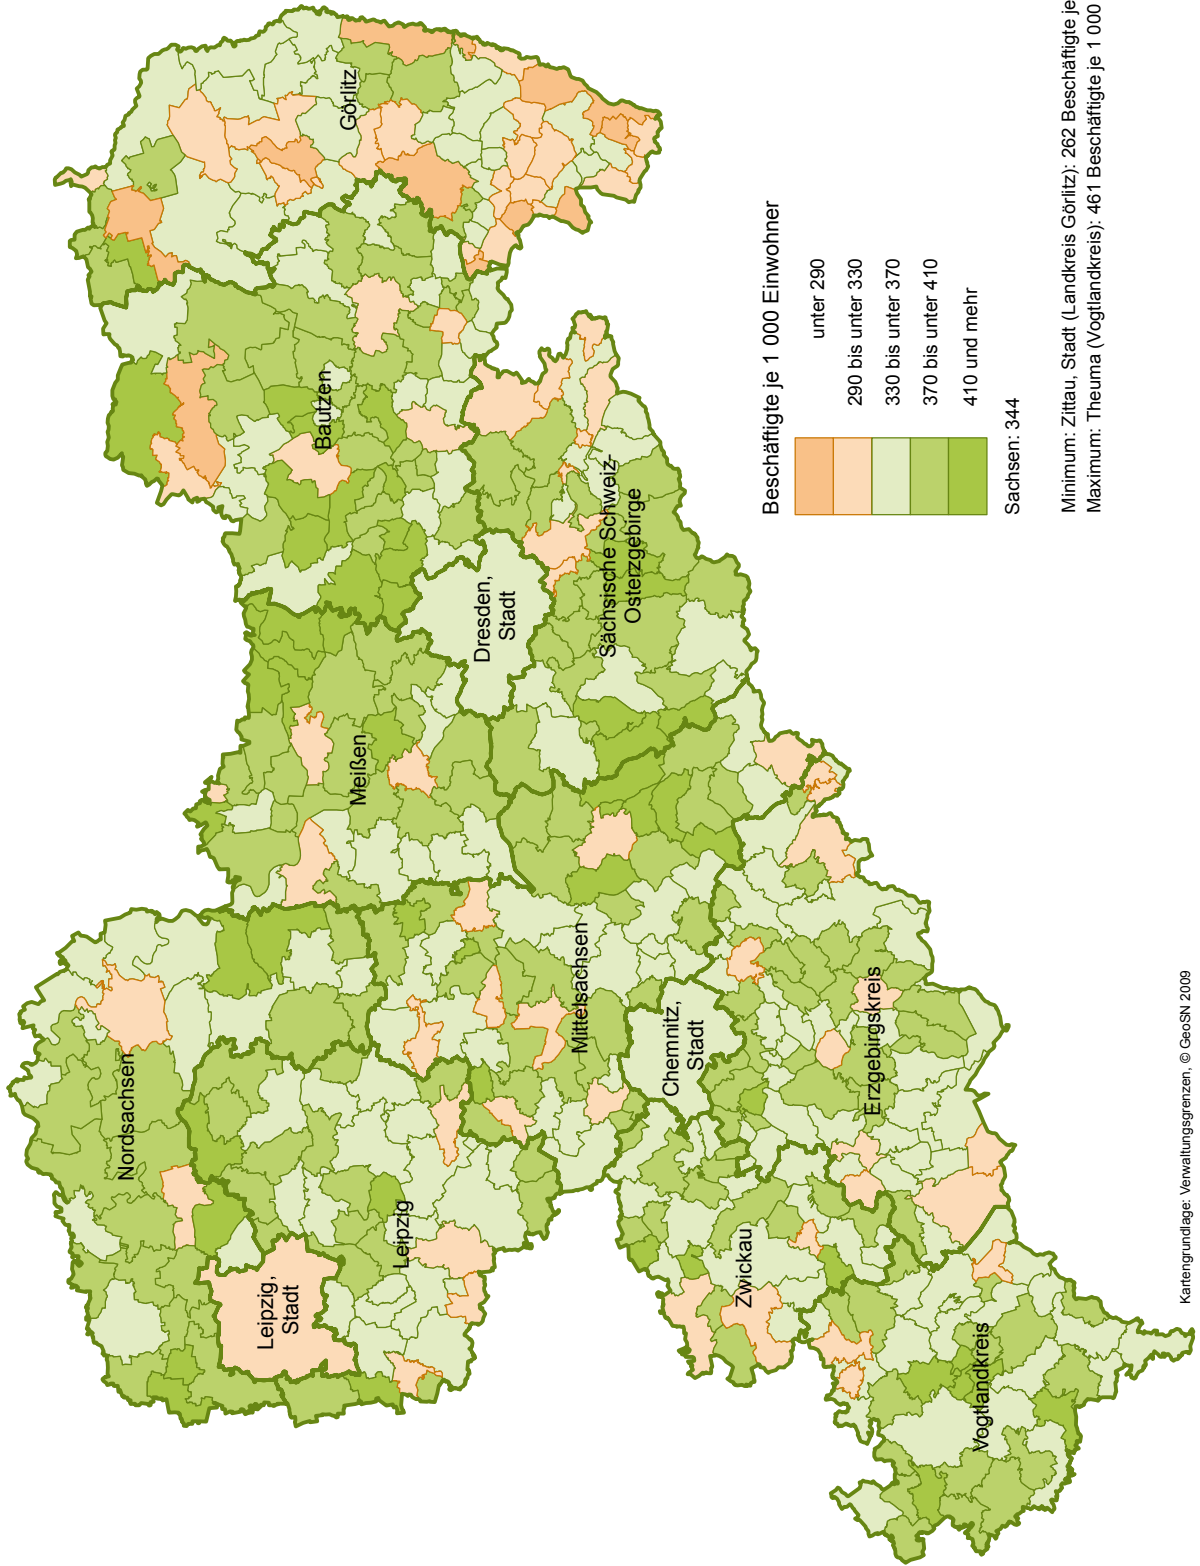 Nordsachsen
Leipzig,
Stadt
Leipzig
Meißen
Bautzen
Görlitz
Dresden,
Stadt
Sächsische Schweiz-
Osterzgebirge
Mittelsachsen
Chemnitz,
Stadt
Erzgebirgskreis
Zwickau
Vogtlandkreis
Beschäftigte je 1 000 Einwohner
unter 290
290 bis unter 330
330 bis unter 370
370 bis unter 410
410 und mehr
Sachsen: 344
Minimum: Zittau, Stadt (Landkreis Görlitz): 262 Beschäftigte je
Maximum: Theuma (Vogtlandkreis): 461 Beschäftigte je 1 000
Kartengrundlage: Verwaltungsgrenzen, © GeoSN 2009